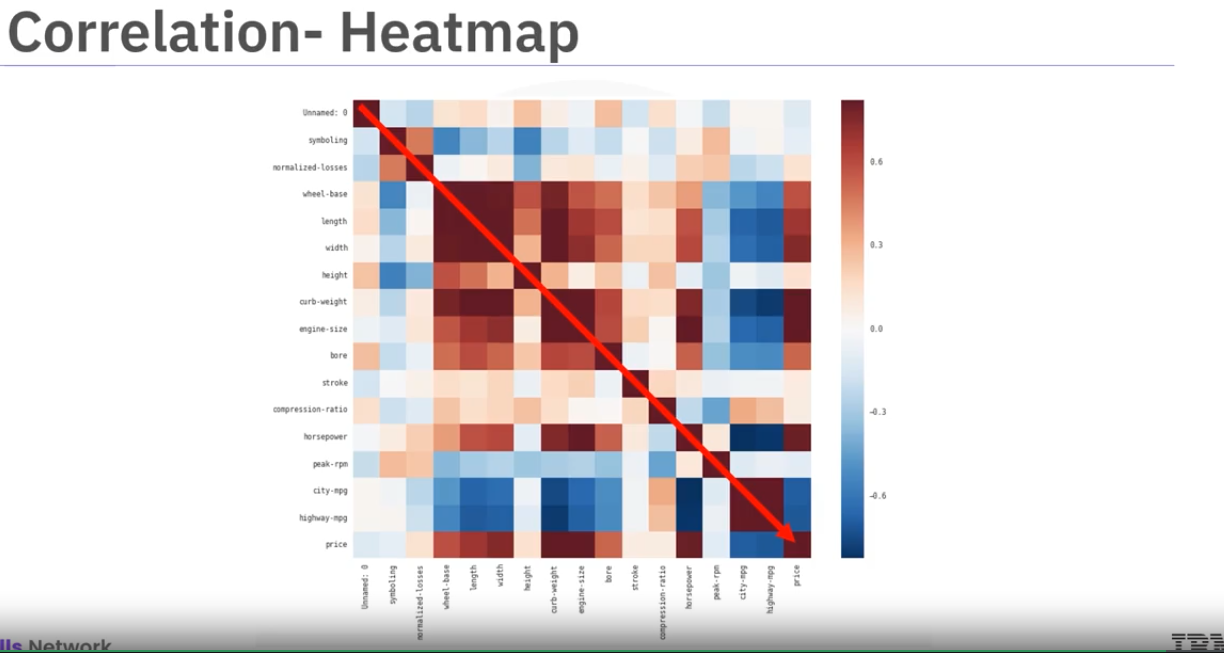 Correlation- Heatmap
Unnamed: 0
symboling
normalized-losses
wheel-base
length
width
height
curb-weight
engine-size
bore
stroke
compression-ratio
horsepower
peak-rpm
city-mpg
highway-mpg
price
0.6
0.3
0.0
−0.3
−0.6
Unnamed: 0
symboling
normalized-losses
wheel-base
length
width
height
curb-weight
engine-size
bore
stroke
compression-ratio
horsepower
peak-rpm
city-mpg
highway-mpg
price
lls Network
IBM